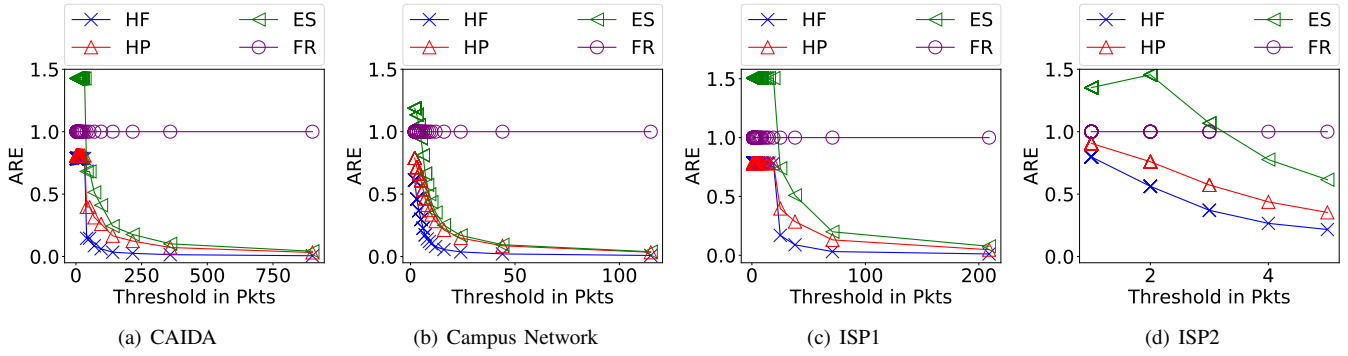 HF ES
HP FR
ARE
1.5
1.0
0.5
0.0
0 250 500 750
Threshold in Pkts
(a) CAIDA
HF ES
HP FR
ARE
1.5
1.0
0.5
0.0
0 50 100
Threshold in Pkts
(b) Campus Network
HF ES
HP FR
ARE
1.5
1.0
0.5
0.0
0 50 100 150 200
Threshold in Pkts
(c) ISP1
HF ES
HP FR
ARE
1.5
1.0
0.5
0.0
2 4
Threshold in Pkts
(d) ISP2